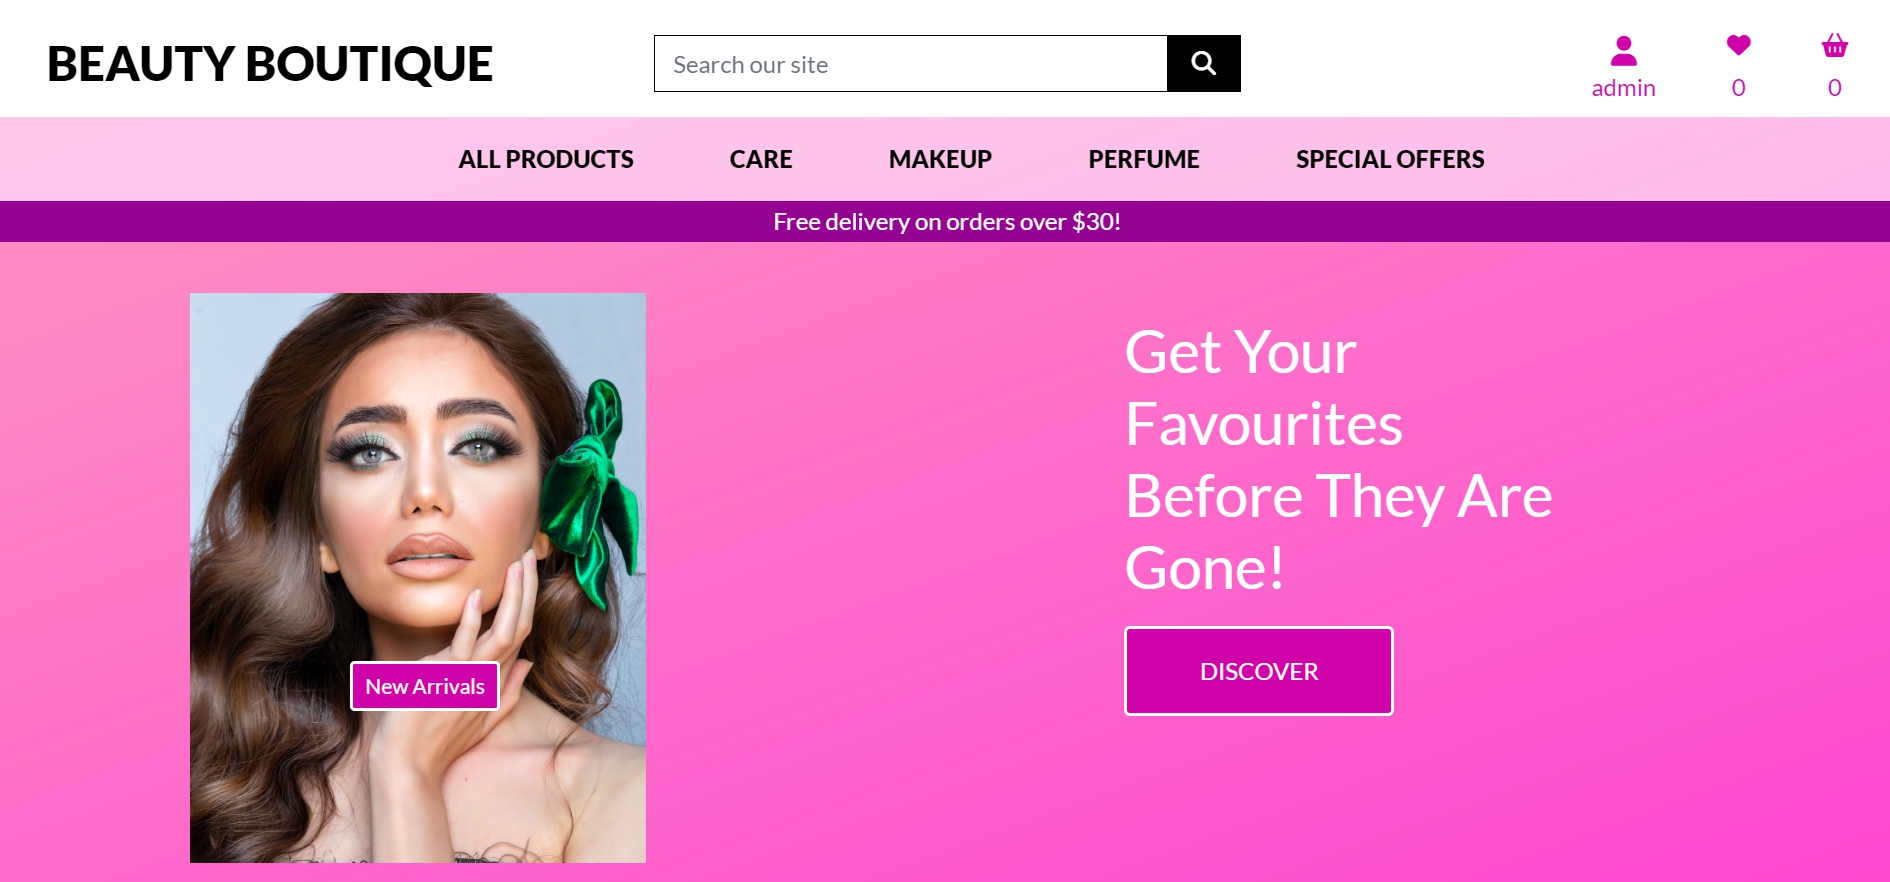 BEAUTY BOUTIQUE
Search our site
admin
0
0
ALL PRODUCTS
CARE
MAKEUP
PERFUME
SPECIAL OFFERS
Free delivery on orders over $30!
New Arrivals
Get Your
Favourites
Before They Are
Gone!
DISCOVER